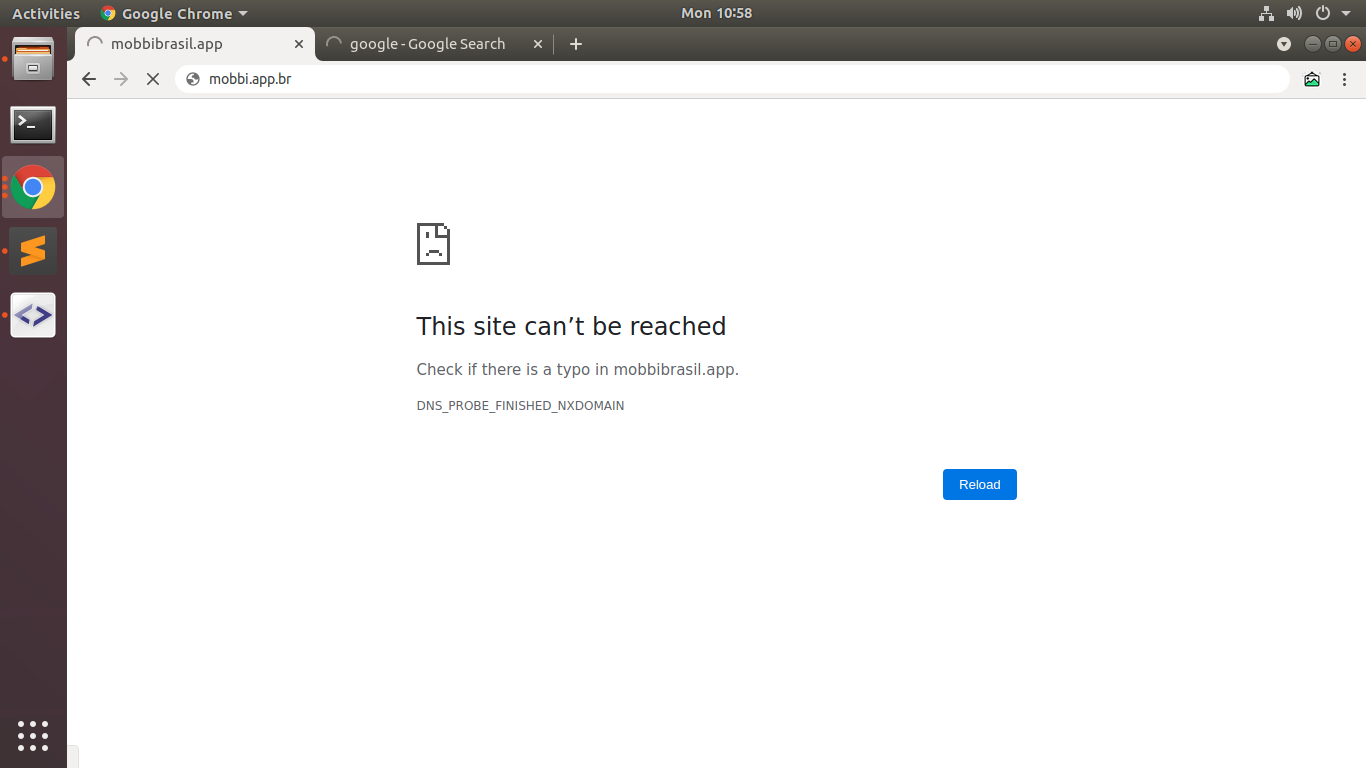 Activities Google Chrome Mon 10:58
mobbibrasil.app google - Google Search
mobbi.app.br
This site can’t be reached
Check if there is a typo in mobbibrasil.app.
DNS_PROBE_FINISHED_NXDOMAIN
Reload